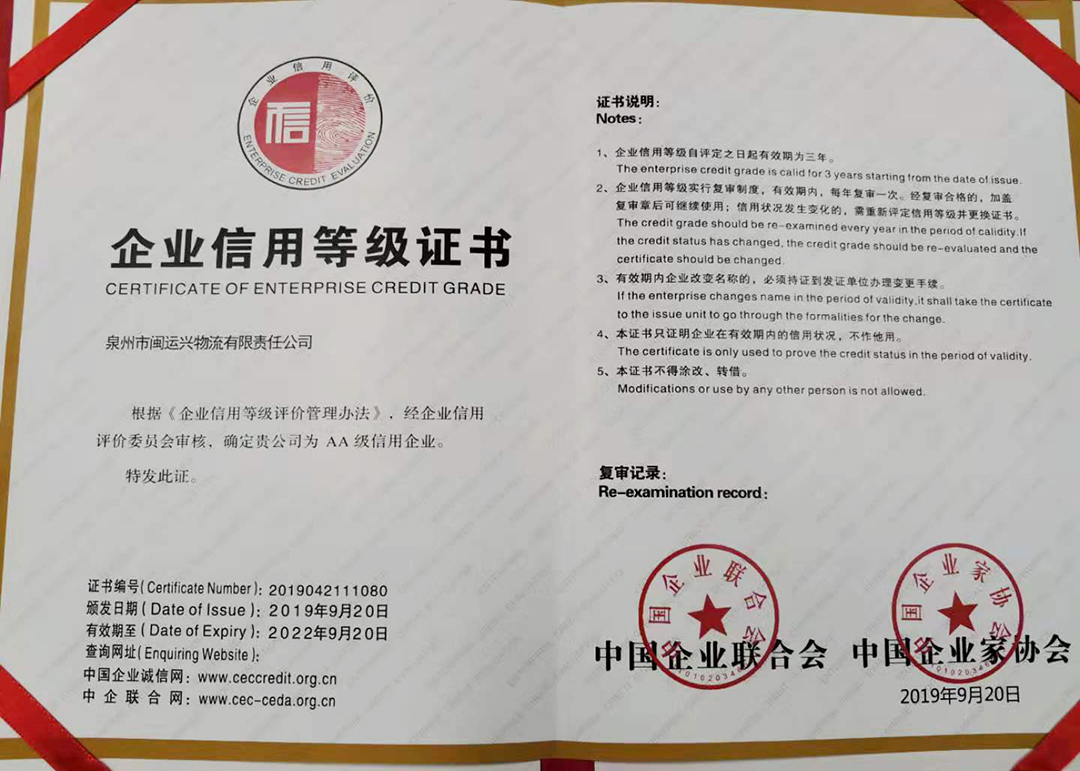 企业信用评价
信
ENTERPRISE CREDIT EVALUATION
企业信用等级证书
CERTIFICATE OF ENTERPRISE CREDIT GRADE
泉州市闽运兴物流有限责任公司
根据《企业信用等级评价管理办法》，经企业信用
评价委员会审核，确定贵公司为 AA 级信用企业。
特发此证。
证书编号(Certificate Number)：2019042111080
颁发日期(Date of Issue)：2019年9月20日
有效期至(Date of Expiry)：2022年9月20日
查询网址(Enquiring Website)：
中国企业诚信网：www.ceccredit.org.cn
中企联合网：www.cec-ceda.org.cn
证书说明：
Notes：
1、企业信用等级自评定之日起有效期为三年。
The enterprise credit grade is calid for 3 years starting from the date of issue.
2、企业信用等级实行复审制度，有效期内，每年复审一次。经复审合格的，加盖
复审章后可继续使用；信用状况发生变化的，需重新评定信用等级并更换证书。
The credit grade should be re-examined every year in the period of calidity.If
the credit status has changed, the credit grade should be re-evaluated and the
certificate should be changed.
3、有效期内企业改变名称的，必须持证到发证单位办理变更手续。
If the enterprise changes name in the period of validity.it shall take the certificate
to the issue unit to go through the formalities for the change.
4、本证书只证明企业在有效期内的信用状况，不作他用。
The certificate is only used to prove the credit status in the period of validity.
5、本证书不得涂改、转借。
Modifications or use by any other person is not allowed.
复审记录：
Re-examination record：
中国企业联合会
中国企业家协会
中国企业联合会
中国企业家协会
2019年9月20日